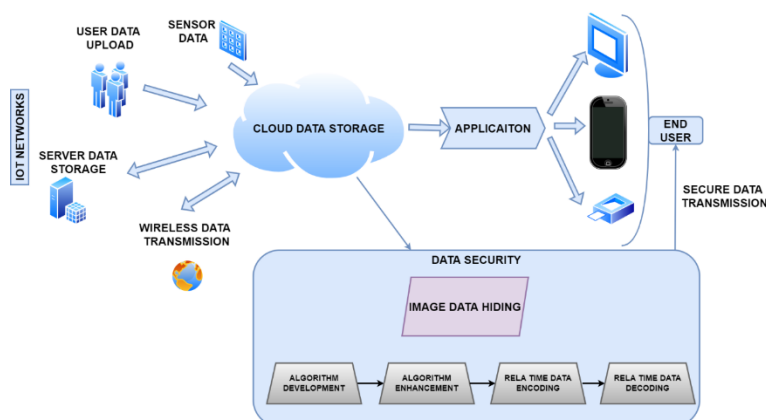 SENSOR
DATA
USER DATA
UPLOAD
IOT NETWORKS
CLOUD DATA STORAGE
APPLICAITON
END
USER
SERVER DATA
STORAGE
WIRELESS DATA
TRANSMISSION
SECURE DATA
TRANSMISSION
DATA SECURITY
IMAGE DATA HIDING
ALGORITHM
DEVELOPMENT
ALGORITHM
ENHANCEMENT
RELA TIME DATA
ENCODING
RELA TIME DATA
DECODING